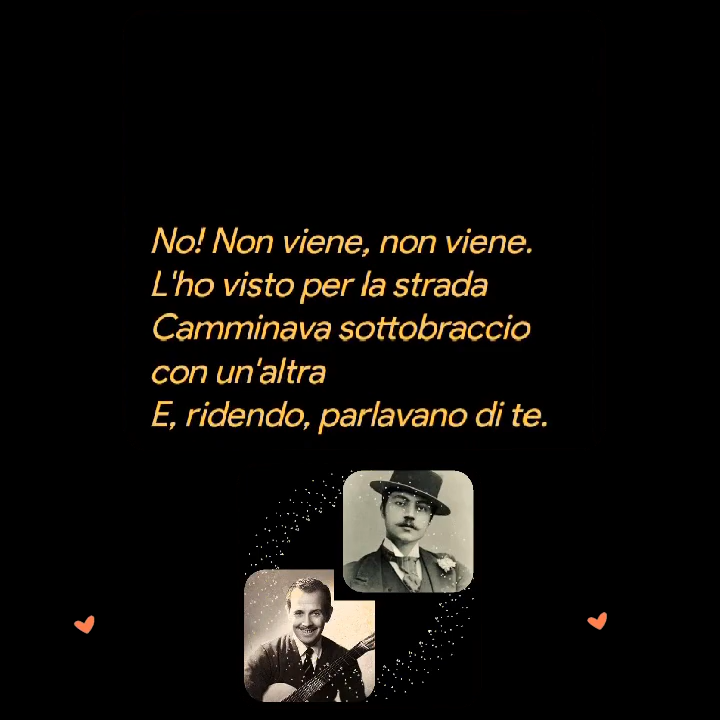 No! Non viene, non viene.
L'ho visto per la strada
Camminava sottobraccio
con un'altra
E, ridendo, parlavano di te.